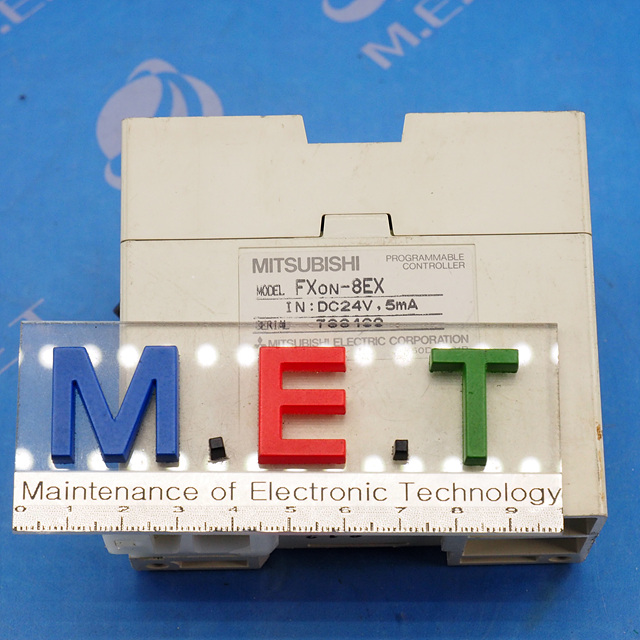 M.E.
MITSUBISHI
PROGRAMMABLE
CONTROLLER
MODEL FX0N-8EX
IN:DC24V, 5mA
SERIAL
MITSUBISHI ELECTRIC CORPORATION
M.E.T
Maintenance of Electronic Technology
0 1 2 3 4 5 6 7 8 9